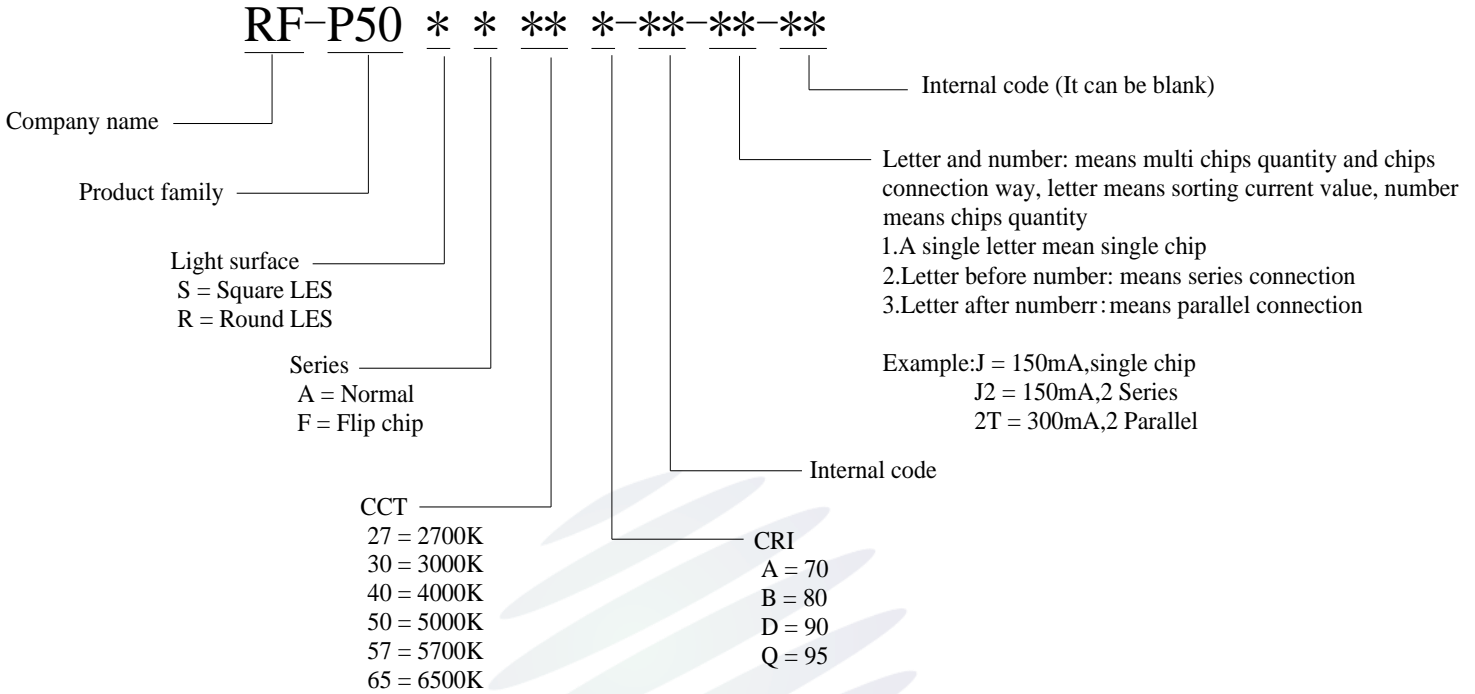 RF-P50 * * ** *-**-**-**
Internal code (It can be blank)
Company name
Letter and number: means multi chips quantity and chips
connection way, letter means sorting current value, number
means chips quantity
1.A single letter mean single chip
2.Letter before number: means series connection
3.Letter after numberr：means parallel connection
Product family
Light surface
S = Square LES
R = Round LES
Series
A = Normal
F = Flip chip
Example:J = 150mA,single chip
J2 = 150mA,2 Series
2T = 300mA,2 Parallel
Internal code
CCT
27 = 2700K
30 = 3000K
40 = 4000K
50 = 5000K
57 = 5700K
65 = 6500K
CRI
A = 70
B = 80
D = 90
Q = 95